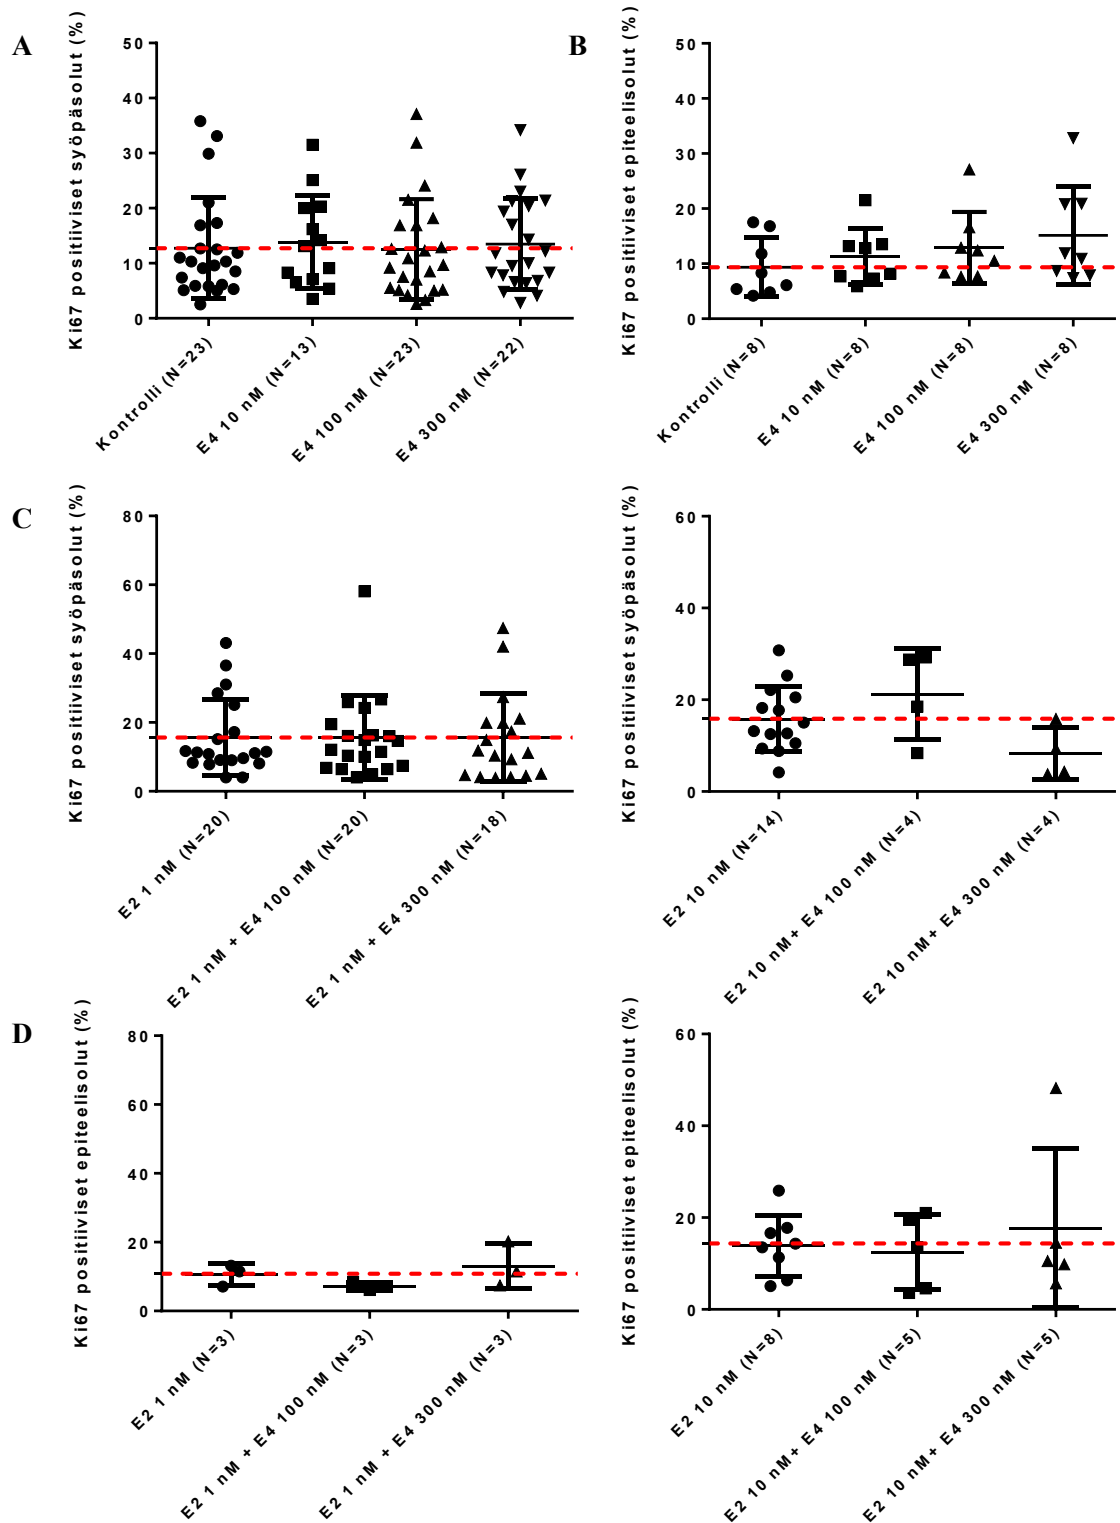 A
Ki67 positiiviset syöpäsolut (%)
50
40
30
20
10
0
Kontrolli (N=23)
E4 10 nM (N=13)
E4 100 nM (N=23)
E4 300 nM (N=22)
B
Ki67 positiiviset epiteelisolut (%)
50
40
30
20
10
0
Kontrolli (N=8)
E4 10 nM (N=8)
E4 100 nM (N=8)
E4 300 nM (N=8)
C
Ki67 positiiviset syöpäsolut (%)
80
60
40
20
0
E2 1 nM (N=20)
E2 1 nM + E4 100 nM (N=20)
E2 1 nM + E4 300 nM (N=18)
Ki67 positiiviset syöpäsolut (%)
60
40
20
0
E2 10 nM (N=14)
E2 10 nM+ E4 100 nM (N=4)
E2 10 nM+ E4 300 nM (N=4)
D
Ki67 positiiviset epiteelisolut (%)
80
60
40
20
0
E2 1 nM (N=3)
E2 1 nM + E4 100 nM (N=3)
E2 1 nM + E4 300 nM (N=3)
Ki67 positiiviset epiteelisolut (%)
60
40
20
0
E2 10 nM (N=8)
E2 10 nM+ E4 100 nM (N=5)
E2 10 nM+ E4 300 nM (N=5)